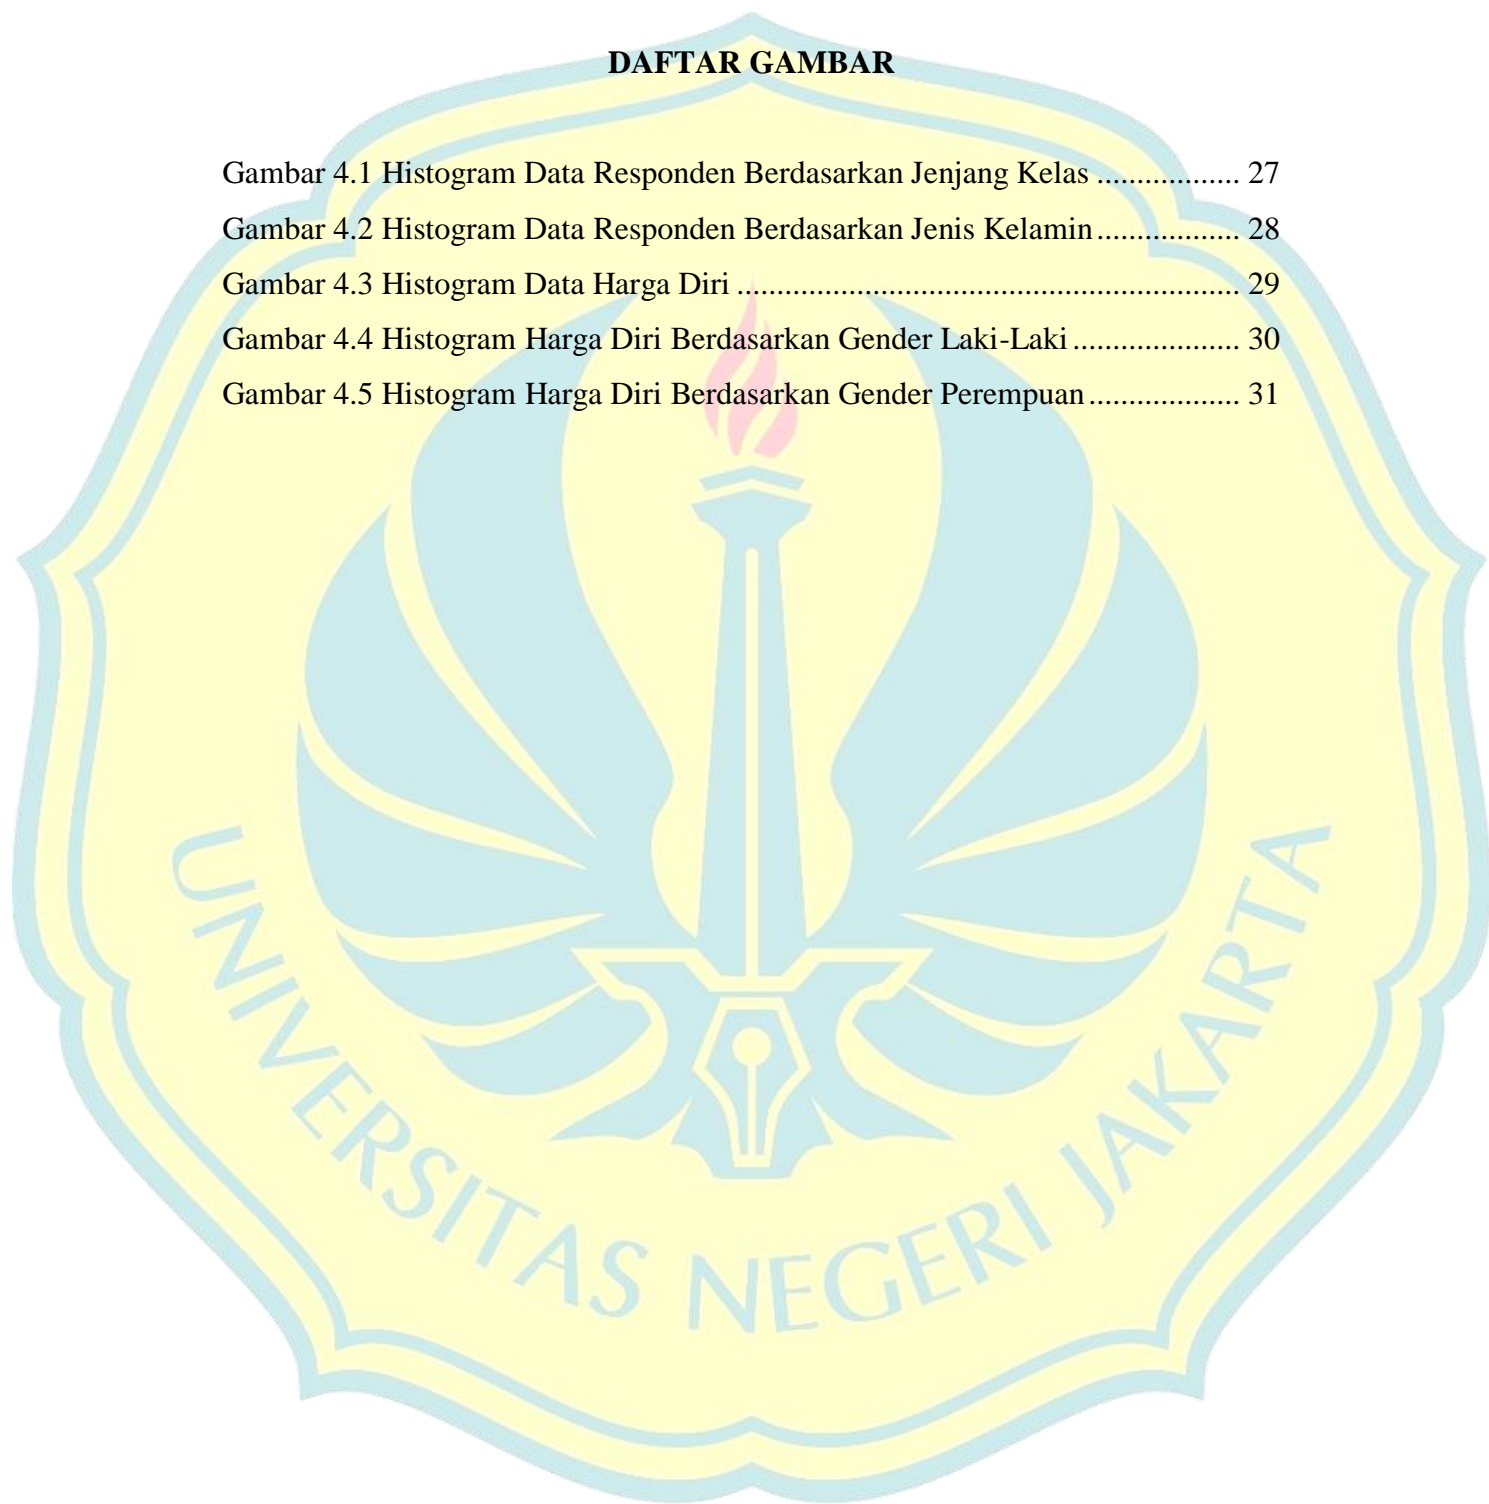 DAFTAR GAMBAR
Gambar 4.1 Histogram Data Responden Berdasarkan Jenjang Kelas .................. 27
Gambar 4.2 Histogram Data Responden Berdasarkan Jenis Kelamin .................. 28
Gambar 4.3 Histogram Data Harga Diri ............................................................... 29
Gambar 4.4 Histogram Harga Diri Berdasarkan Gender Laki-Laki ..................... 30
Gambar 4.5 Histogram Harga Diri Berdasarkan Gender Perempuan ................... 31
UNIVERSITAS NEGERI JAKARTA